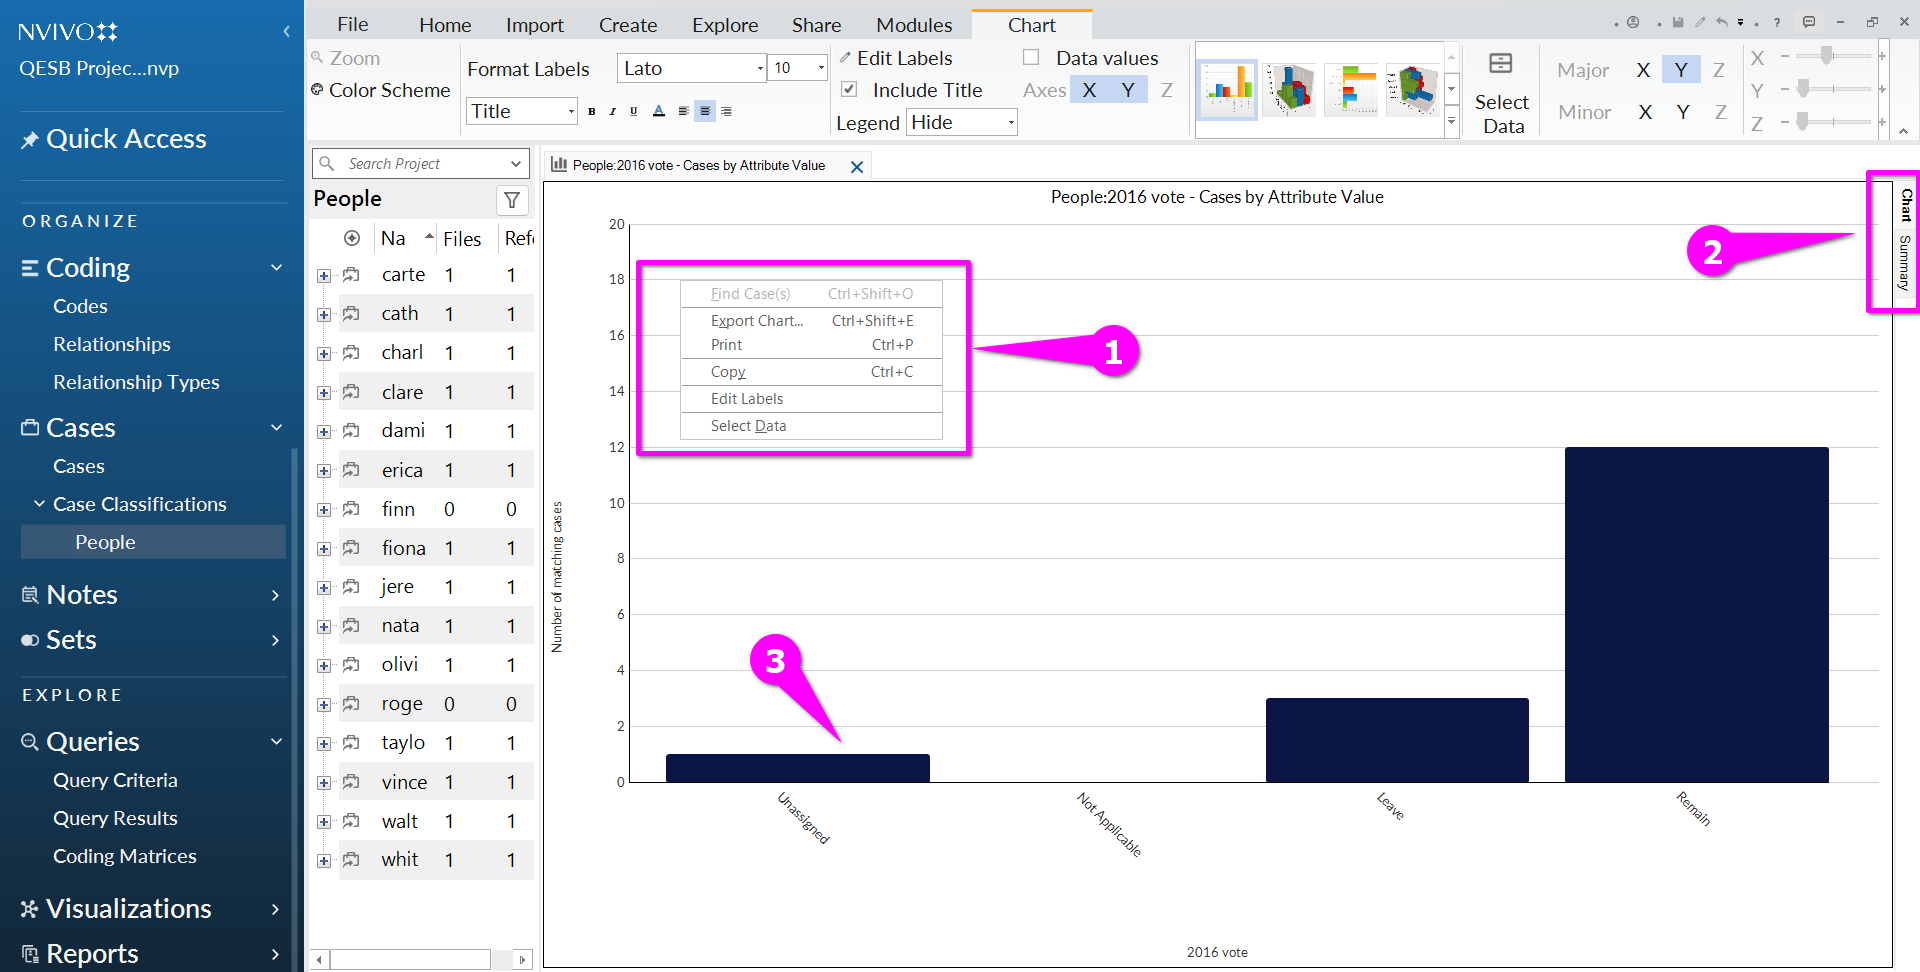 NVIVO
QESB Projec...nvp
Quick Access
ORGANIZE
Coding
Codes
Relationships
Relationship Types
Cases
Cases
Case Classifications
People
Notes
Sets
EXPLORE
Queries
Query Criteria
Query Results
Coding Matrices
Visualizations
Reports
File Home Import Create Explore Share Modules Chart
Zoom
Color Scheme
Format Labels Lato 10
Title B I U A
Edit Labels
Include Title
Legend Hide
Data values
Axes X Y Z
Select
Data
Major X Y Z
Minor X Y Z
X
Y
Z
?
Search Project
People
Na Files Refe
carte 1 1
cath 1 1
charl 1 1
clare 1 1
dami 1 1
erica 1 1
finn 0 0
fiona 1 1
jere 1 1
nata 1 1
olivi 1 1
roge 0 0
taylo 1 1
vince 1 1
walt 1 1
whit 1 1
People:2016 vote - Cases by Attribute Value
People:2016 vote - Cases by Attribute Value
Number of matching cases
20
18
16
14
12
10
8
6
4
2
0
Find Case(s) Ctrl+Shift+O
Export Chart... Ctrl+Shift+E
Print Ctrl+P
Copy Ctrl+C
Edit Labels
Select Data
1
2
3
Unassigned
Not Applicable
Leave
Remain
2016 vote
Chart
Summary